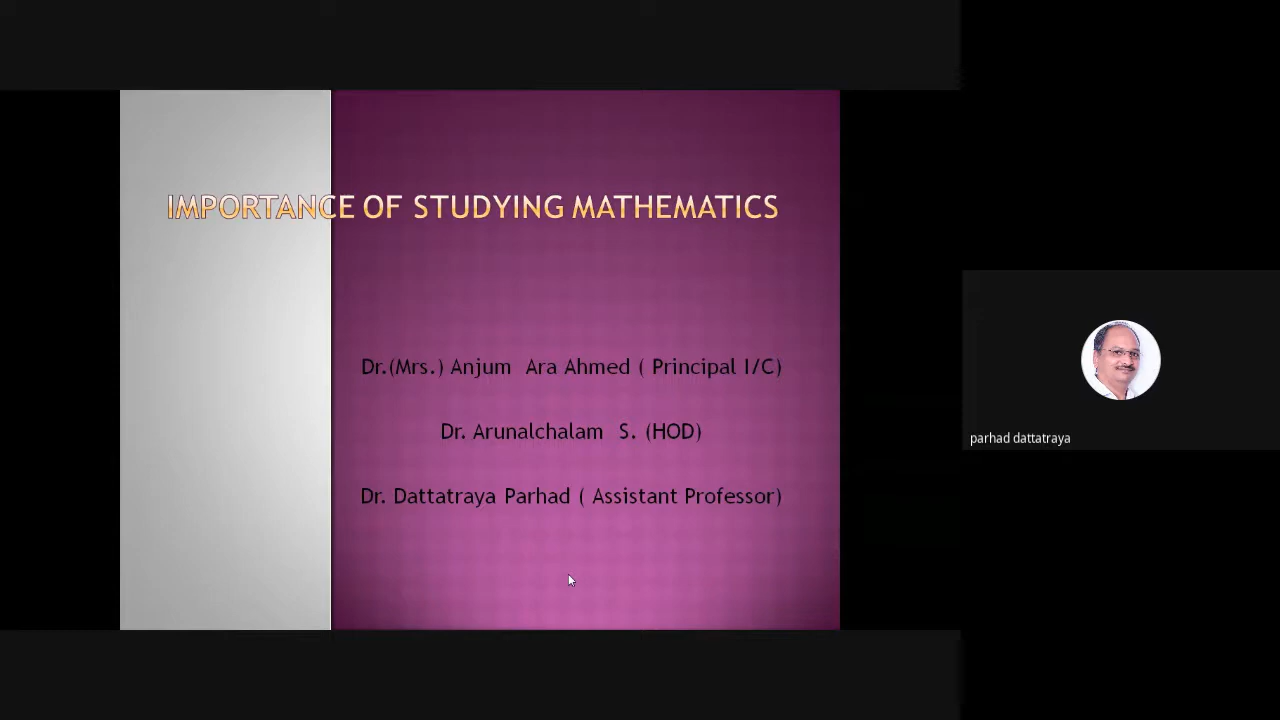 IMPORTANCE OF STUDYING MATHEMATICS
Dr.(Mrs.) Anjum Ara Ahmed ( Principal I/C)
Dr. Arunalchalam S. (HOD)
Dr. Dattatraya Parhad ( Assistant Professor)
parhad dattatraya